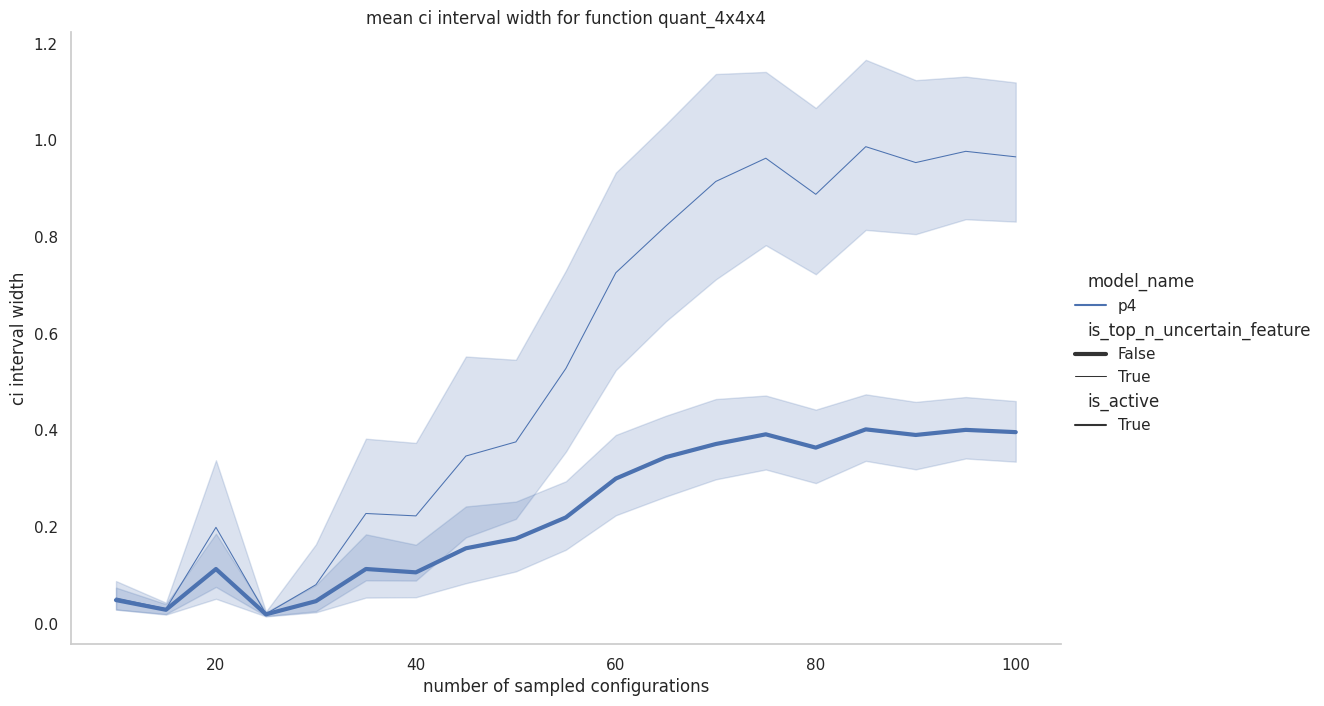 mean ci interval width for function quant_4x4x4
1.2
1.0
0.8
0.6
0.4
0.2
0.0
ci interval width
20
40
60
80
100
number of sampled configurations
model_name
p4
is_top_n_uncertain_feature
False
True
is_active
True